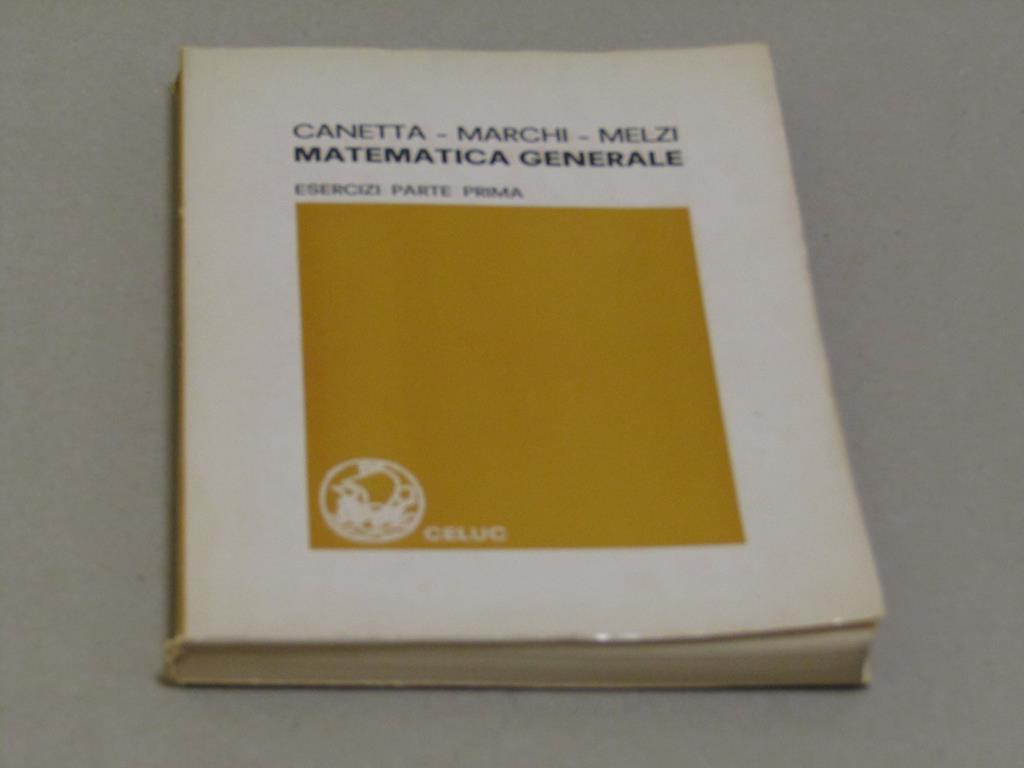 CANETTA - MARCHI - MELZI
MATEMATICA GENERALE
ESERCIZI PARTE PRIMA
CELUC